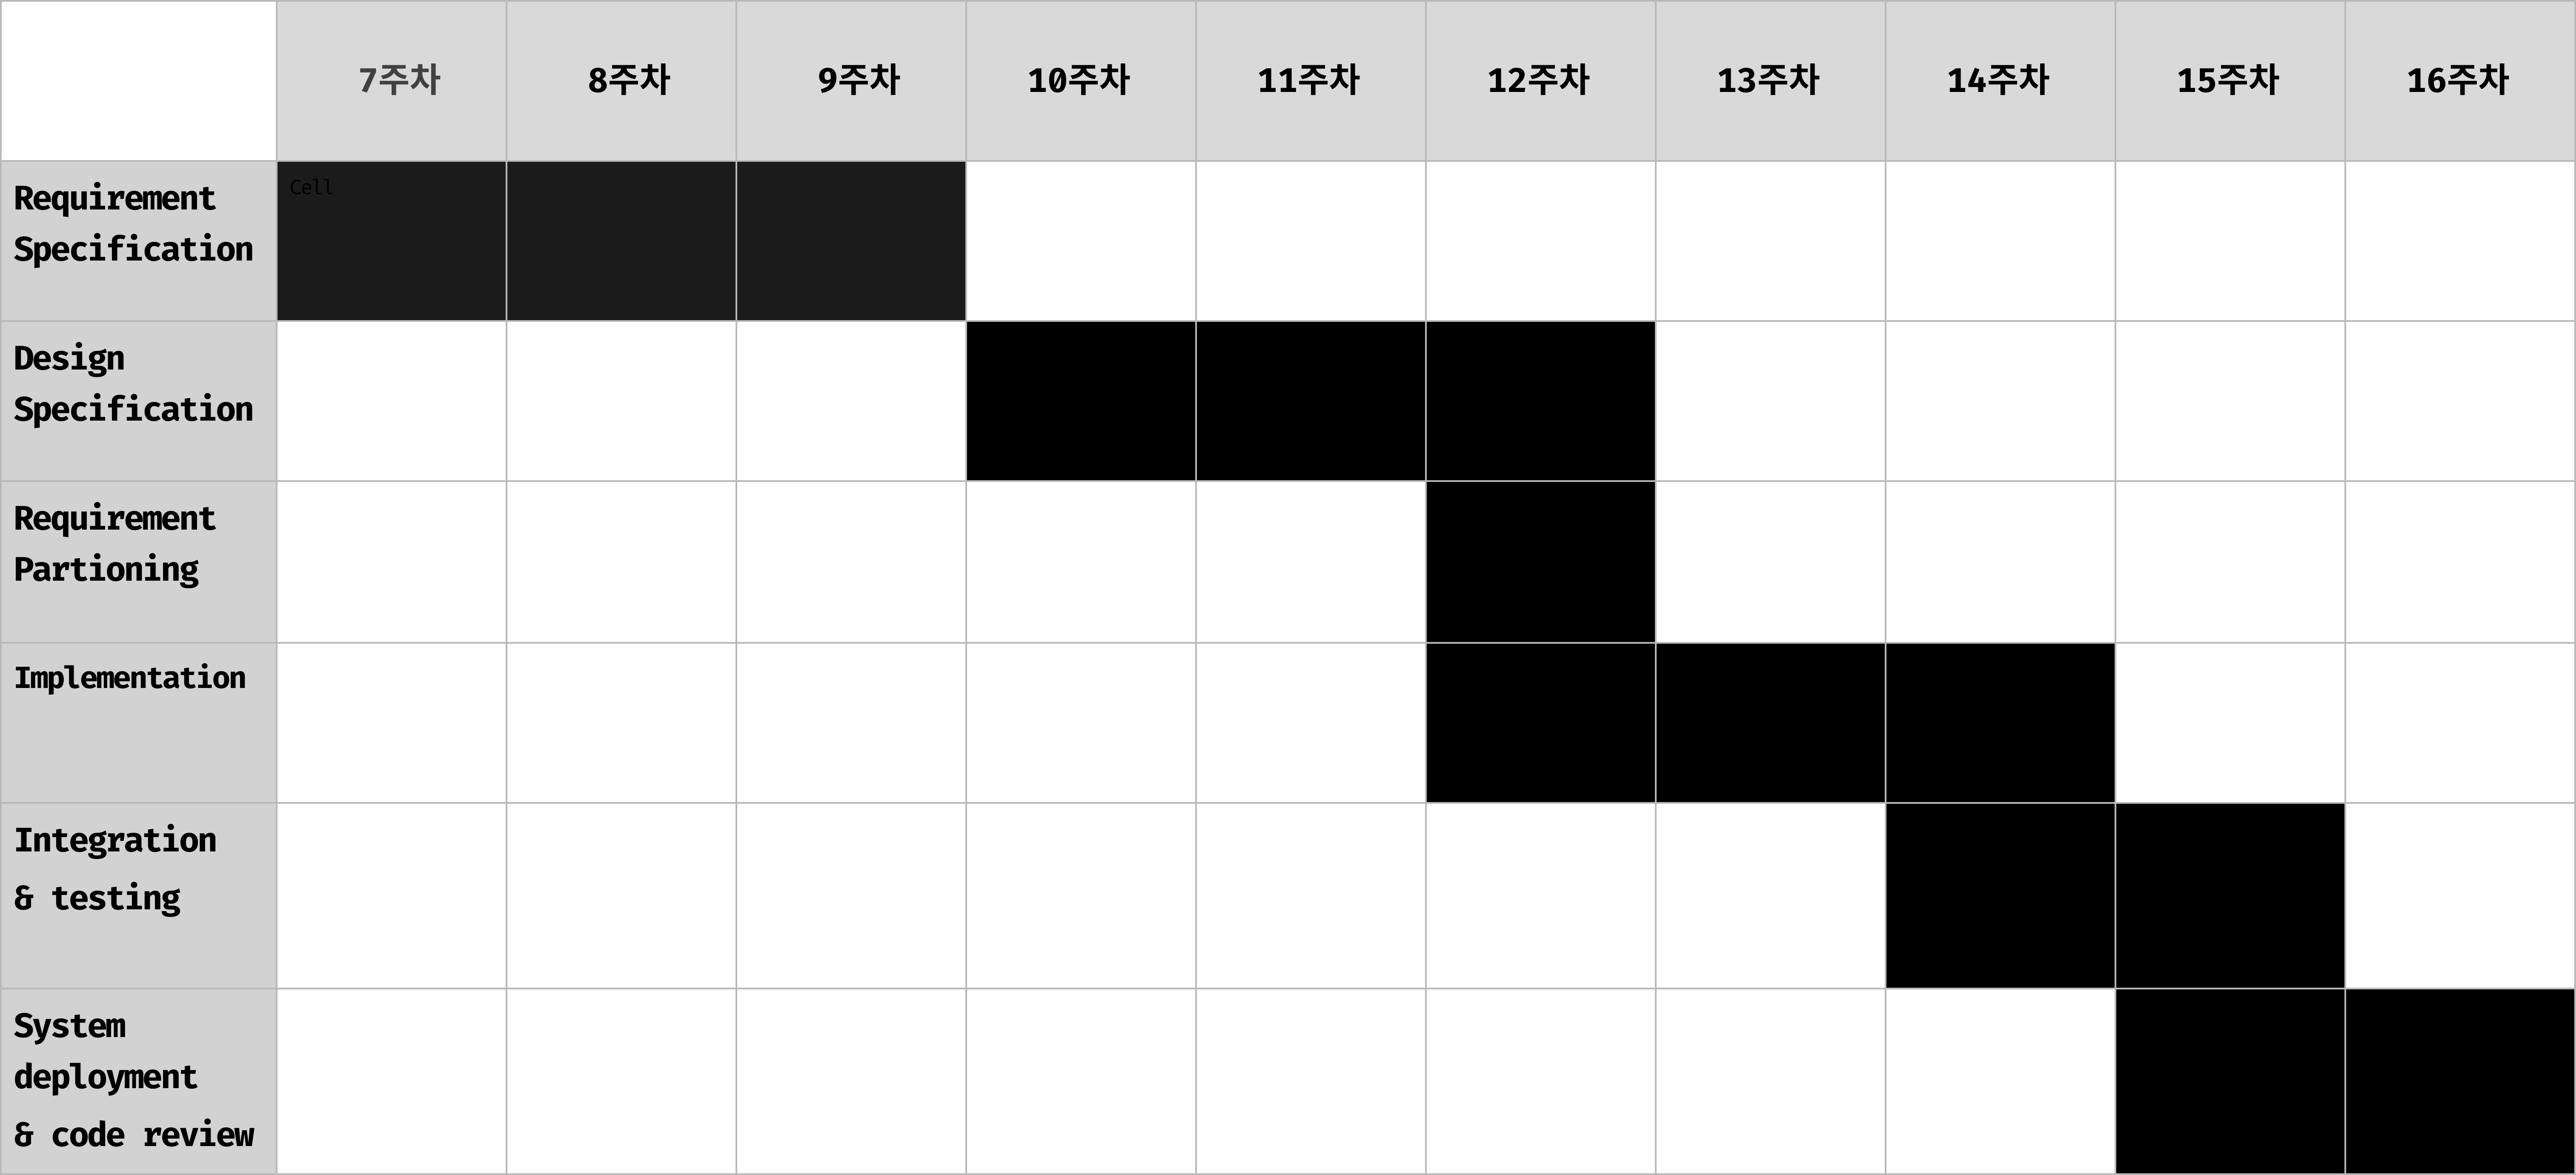 7주차 8주차 9주차 10주차 11주차 12주차 13주차 14주차 15주차 16주차
Requirement
Specification
Cell
Design
Specification
Requirement
Partioning
Implementation
Integration
& testing
System
deployment
& code review